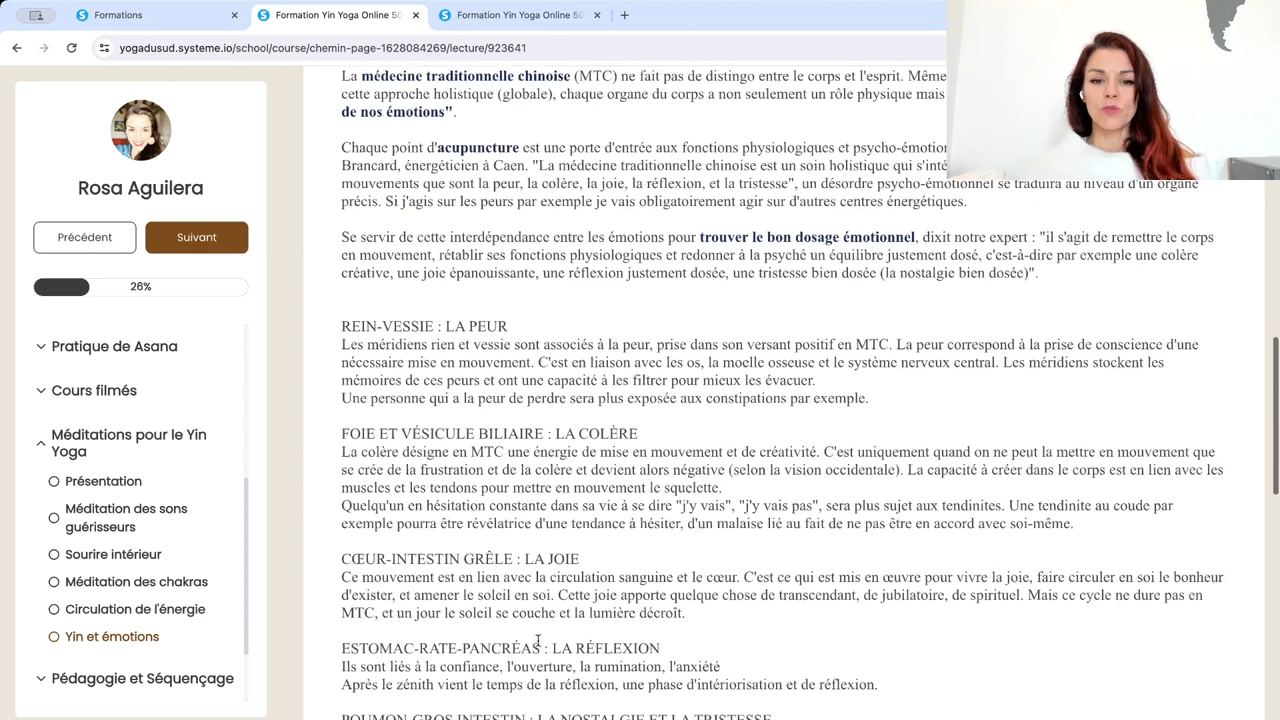 Formations
Formation Yin Yoga Online 50
Formation Yin Yoga Online 50
yogadusud.systeme.io/school/course/chemin-page-1628084269/lecture/923641
Rosa Aguilera
Précédent
Suivant
26%
Pratique de Asana
Cours filmés
Méditations pour le Yin
Yoga
Présentation
Méditation des sons
guérisseurs
Sourire intérieur
Méditation des chakras
Circulation de l'énergie
Yin et émotions
Pédagogie et Séquençage
La médecine traditionnelle chinoise (MTC) ne fait pas de distingo entre le corps et l'esprit. Même
cette approche holistique (globale), chaque organe du corps a non seulement un rôle physique mais
de nos émotions".
Chaque point d'acupuncture est une porte d'entrée aux fonctions physiologiques et psycho-émotion
Brancard, énergéticien à Caen. "La médecine traditionnelle chinoise est un soin holistique qui s'inté
mouvements que sont la peur, la colère, la joie, la réflexion, et la tristesse", un désordre psycho-émotionnel se traduira au niveau d'un organe
précis. Si j'agis sur les peurs par exemple je vais obligatoirement agir sur d'autres centres énergétiques.
Se servir de cette interdépendance entre les émotions pour trouver le bon dosage émotionnel, dixit notre expert : "il s'agit de remettre le corps
en mouvement, rétablir ses fonctions physiologiques et redonner à la psyché un équilibre justement dosé, c'est-à-dire par exemple une colère
créative, une joie épanouissante, une réflexion justement dosée, une tristesse bien dosée (la nostalgie bien dosée)".
REIN-VESSIE : LA PEUR
Les méridiens rien et vessie sont associés à la peur, prise dans son versant positif en MTC. La peur correspond à la prise de conscience d'une
nécessaire mise en mouvement. C'est en liaison avec les os, la moelle osseuse et le système nerveux central. Les méridiens stockent les
mémoires de ces peurs et ont une capacité à les filtrer pour mieux les évacuer.
Une personne qui a la peur de perdre sera plus exposée aux constipations par exemple.
FOIE ET VÉSICULE BILIAIRE : LA COLÈRE
La colère désigne en MTC une énergie de mise en mouvement et de créativité. C'est uniquement quand on ne peut la mettre en mouvement que
se crée de la frustration et de la colère et devient alors négative (selon la vision occidentale). La capacité à créer dans le corps est en lien avec les
muscles et les tendons pour mettre en mouvement le squelette.
Quelqu'un en hésitation constante dans sa vie à se dire "j'y vais", "j'y vais pas", sera plus sujet aux tendinites. Une tendinite au coude par
exemple pourra être révélatrice d'une tendance à hésiter, d'un malaise lié au fait de ne pas être en accord avec soi-même.
CŒUR-INTESTIN GRÊLE : LA JOIE
Ce mouvement est en lien avec la circulation sanguine et le cœur. C'est ce qui est mis en œuvre pour vivre la joie, faire circuler en soi le bonheur
d'exister, et amener le soleil en soi. Cette joie apporte quelque chose de transcendant, de jubilatoire, de spirituel. Mais ce cycle ne dure pas en
MTC, et un jour le soleil se couche et la lumière décroît.
ESTOMAC-RATE-PANCRÉAS : LA RÉFLEXION
Ils sont liés à la confiance, l'ouverture, la rumination, l'anxiété
Après le zénith vient le temps de la réflexion, une phase d'intériorisation et de réflexion.
POUMON-GROS INTESTIN : LA NOSTALGIE ET LA TRISTESSE